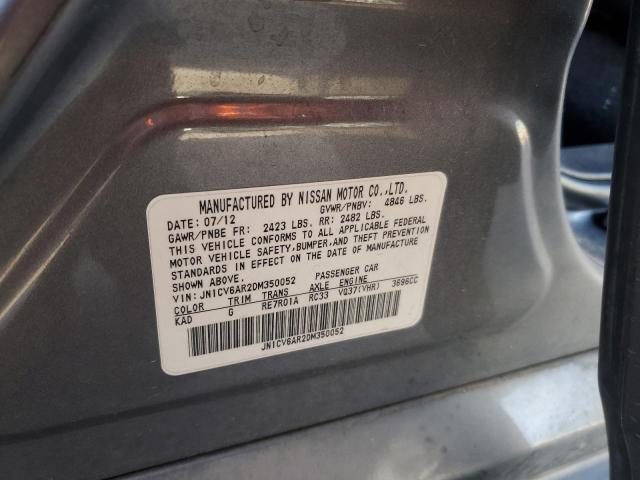 MANUFACTURED BY NISSAN MOTOR CO.,LTD.
DATE: 07/12 GVWR/PNBV: 4846 LBS.
GAWR/PNBE FR: 2423 LBS. RR: 2482 LBS.
THIS VEHICLE CONFORMS TO ALL APPLICABLE FEDERAL
MOTOR VEHICLE SAFETY,BUMPER,AND THEFT PREVENTION
STANDARDS IN EFFECT ON THE DATE OF MANUFACTURE
SHOWN ABOVE.
VIN: JN1CV6AR2DM350052 PASSENGER CAR
COLOR TRIM TRANS AXLE ENGINE
KAD G RE7R01A RC33 VQ37(VHR) 3696CC
JN1CV6AR2DM350052